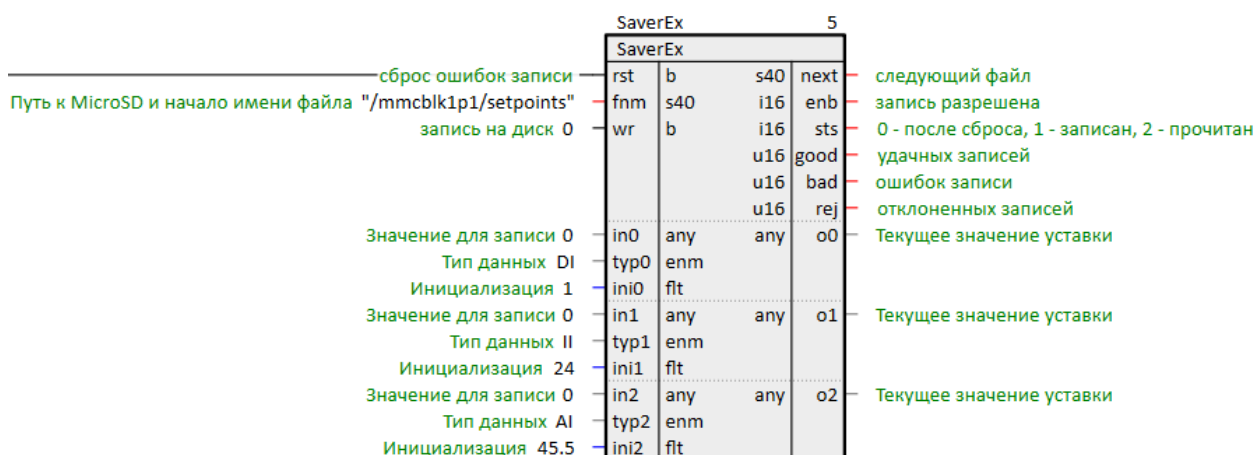 SaverEx 5
SaverEx
сброс ошибок записи rst b s40 next следующий файл
Путь к MicroSD и начало имени файла "/mmcblk1p1/setpoints" fnm s40 i16 enb запись разрешена
запись на диск 0 wr b i16 sts 0 - после сброса, 1 - записан, 2 - прочитан
u16 good удачных записей
u16 bad ошибок записи
u16 rej отклоненных записей
Значение для записи 0 in0 any any o0 Текущее значение уставки
Тип данных DI typ0 enm
Инициализация 1 ini0 flt
Значение для записи 0 in1 any any o1 Текущее значение уставки
Тип данных II typ1 enm
Инициализация 24 ini1 flt
Значение для записи 0 in2 any any o2 Текущее значение уставки
Тип данных AI typ2 enm
Инициализация 45.5 ini2 flt